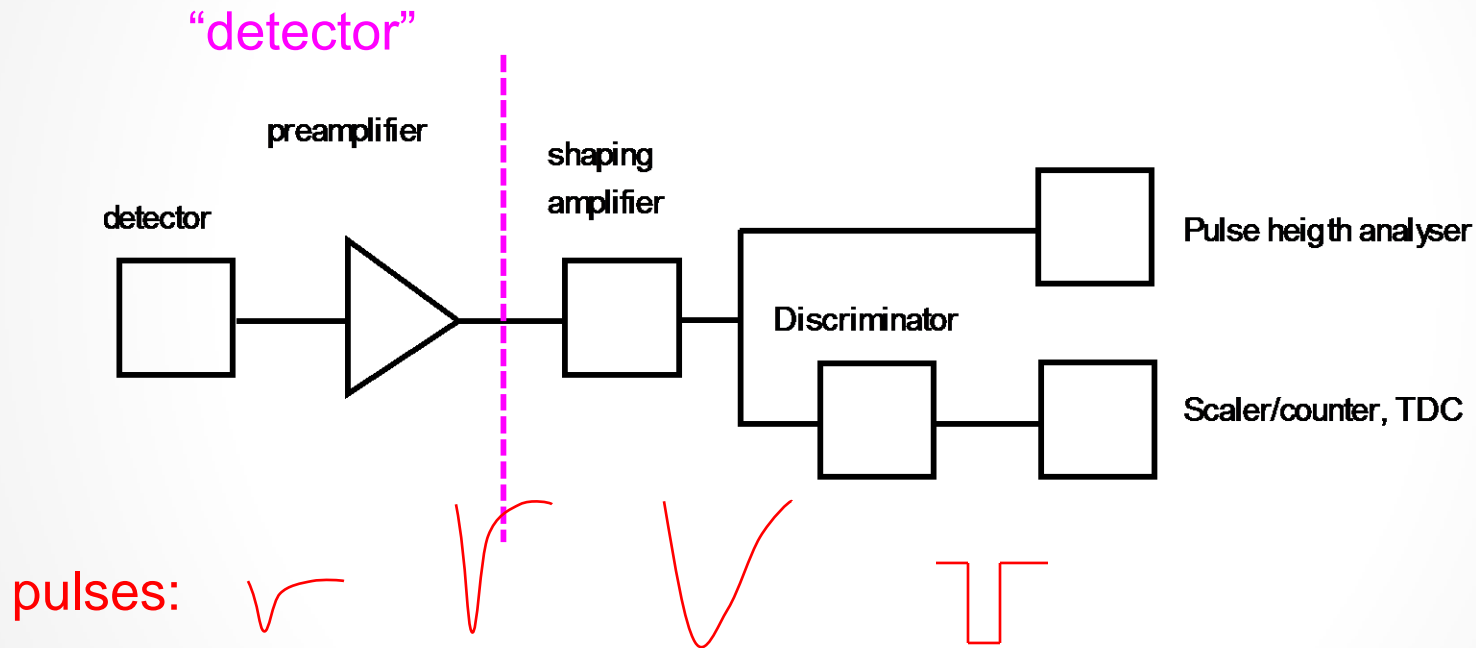 “detector”
preamplifier
shaping
amplifier
detector
Pulse heigth analyser
Discriminator
Scaler/counter, TDC
pulses: